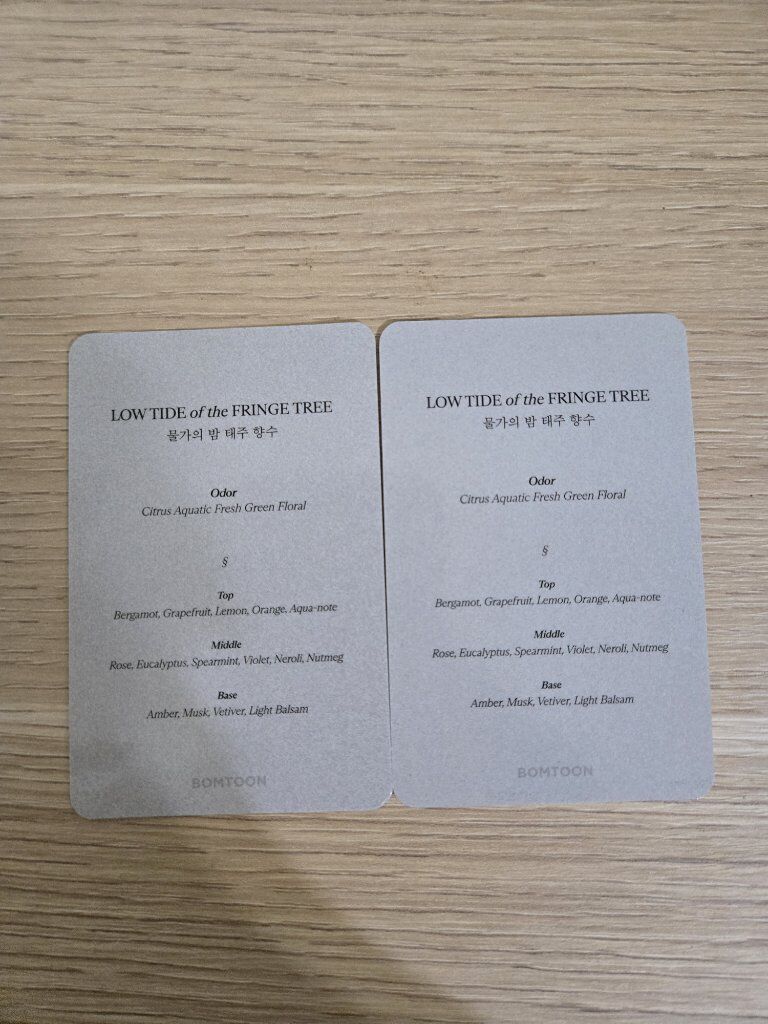 LOW TIDE of the FRINGE TREE
물가의 밤 태주 향수
Odor
Citrus Aquatic Fresh Green Floral
§
Top
Bergamot, Grapefruit, Lemon, Orange, Aqua-note
Middle
Rose, Eucalyptus, Spearmint, Violet, Neroli, Nutmeg
Base
Amber, Musk, Vetiver, Light Balsam
BOMTOON
LOW TIDE of the FRINGE TREE
물가의 밤 태주 향수
Odor
Citrus Aquatic Fresh Green Floral
§
Top
Bergamot, Grapefruit, Lemon, Orange, Aqua-note
Middle
Rose, Eucalyptus, Spearmint, Violet, Neroli, Nutmeg
Base
Amber, Musk, Vetiver, Light Balsam
BOMTOON